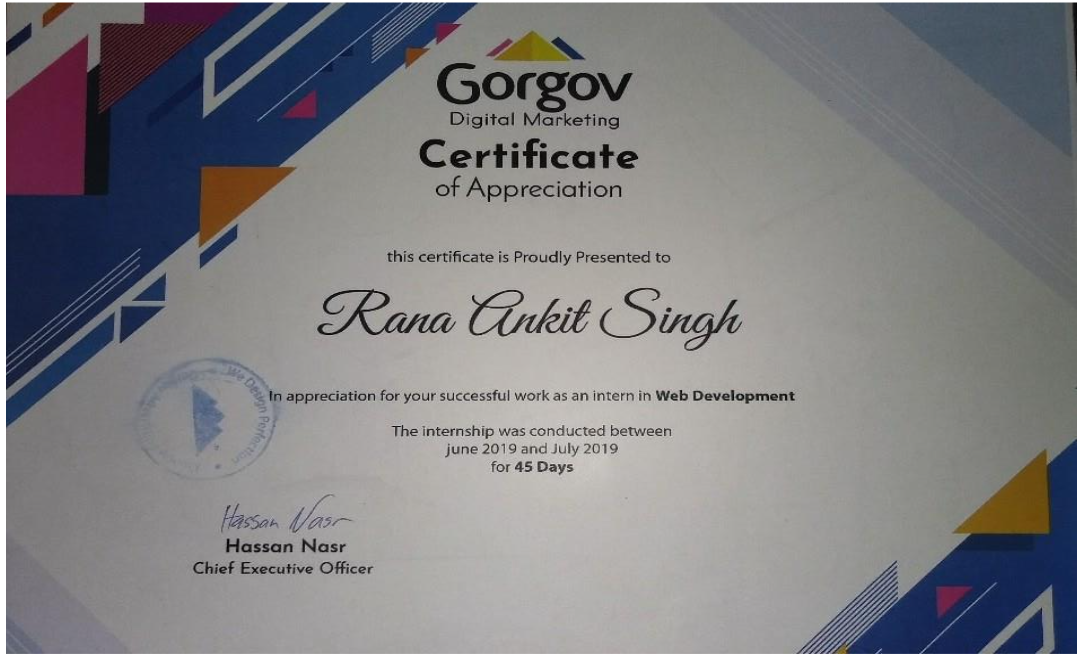 Gorgov
Digital Marketing
Certificate
of Appreciation
this certificate is Proudly Presented to
Rana Ankit Singh
In appreciation for your successful work as an intern in Web Development
We Design Perfection
The internship was conducted between
june 2019 and July 2019
for 45 Days
Hassan Nasr
Hassan Nasr
Chief Executive Officer